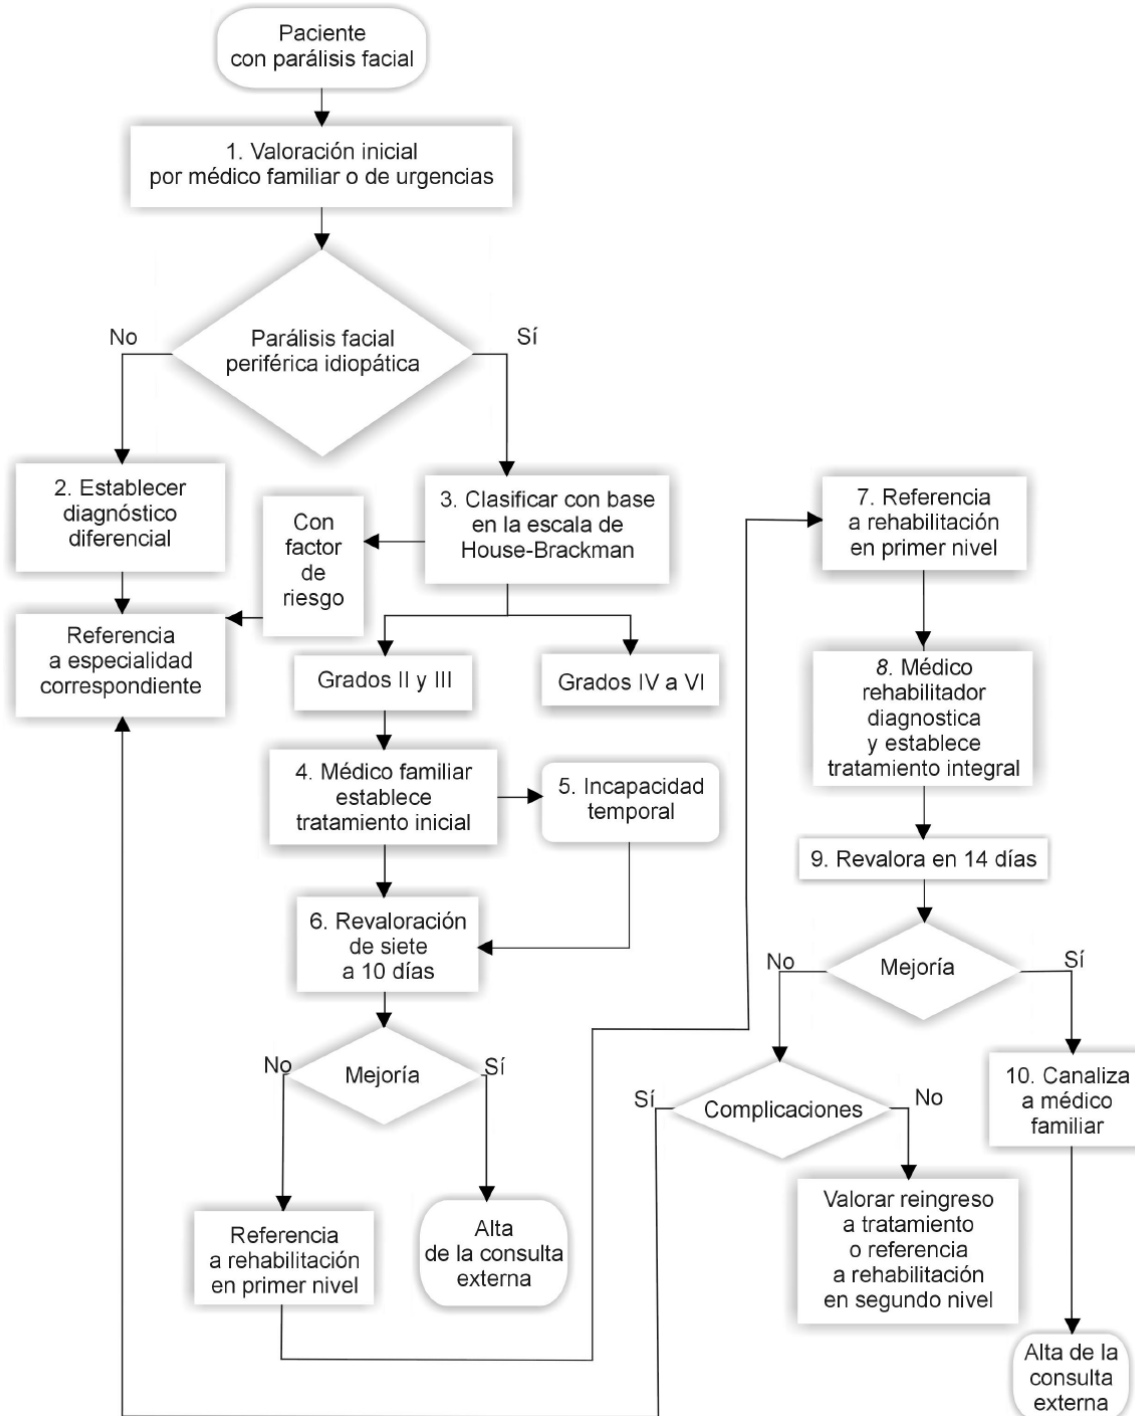 Paciente
con parálisis facial
1. Valoración inicial
por médico familiar o de urgencias
No
Sí
Parálisis facial
periférica idiopática
2. Establecer
diagnóstico
diferencial
Con
factor
de
riesgo
3. Clasificar con base
en la escala de
House-Brackman
Referencia
a especialidad
correspondiente
Grados II y III
Grados IV a VI
4. Médico familiar
establece
tratamiento inicial
5. Incapacidad
temporal
6. Revaloración
de siete
a 10 días
No
Mejoría
Sí
Referencia
a rehabilitación
en primer nivel
Alta
de la consulta
externa
7. Referencia
a rehabilitación
en primer nivel
8. Médico
rehabilitador
diagnostica
y establece
tratamiento integral
9. Revalora en 14 días
No
Mejoría
Sí
Sí
Complicaciones
No
10. Canaliza
a médico
familiar
Valorar reingreso
a tratamiento
o referencia
a rehabilitación
en segundo nivel
Alta de la
consulta
externa